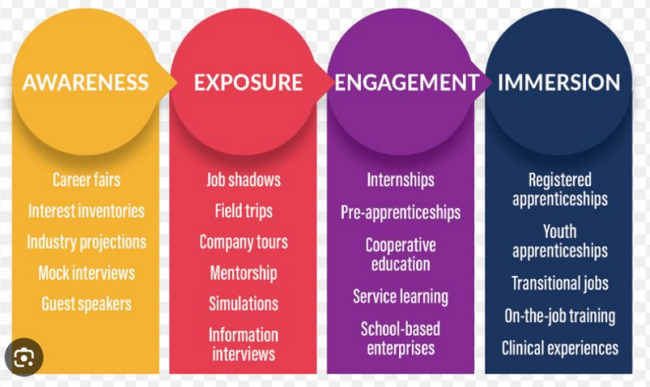 AWARENESS
Career fairs
Interest inventories
Industry projections
Mock interviews
Guest speakers
EXPOSURE
Job shadows
Field trips
Company tours
Mentorship
Simulations
Information
interviews
ENGAGEMENT
Internships
Pre-apprenticeships
Cooperative
education
Service learning
School-based
enterprises
IMMERSION
Registered
apprenticeships
Youth
apprenticeships
Transitional jobs
On-the-job training
Clinical experiences